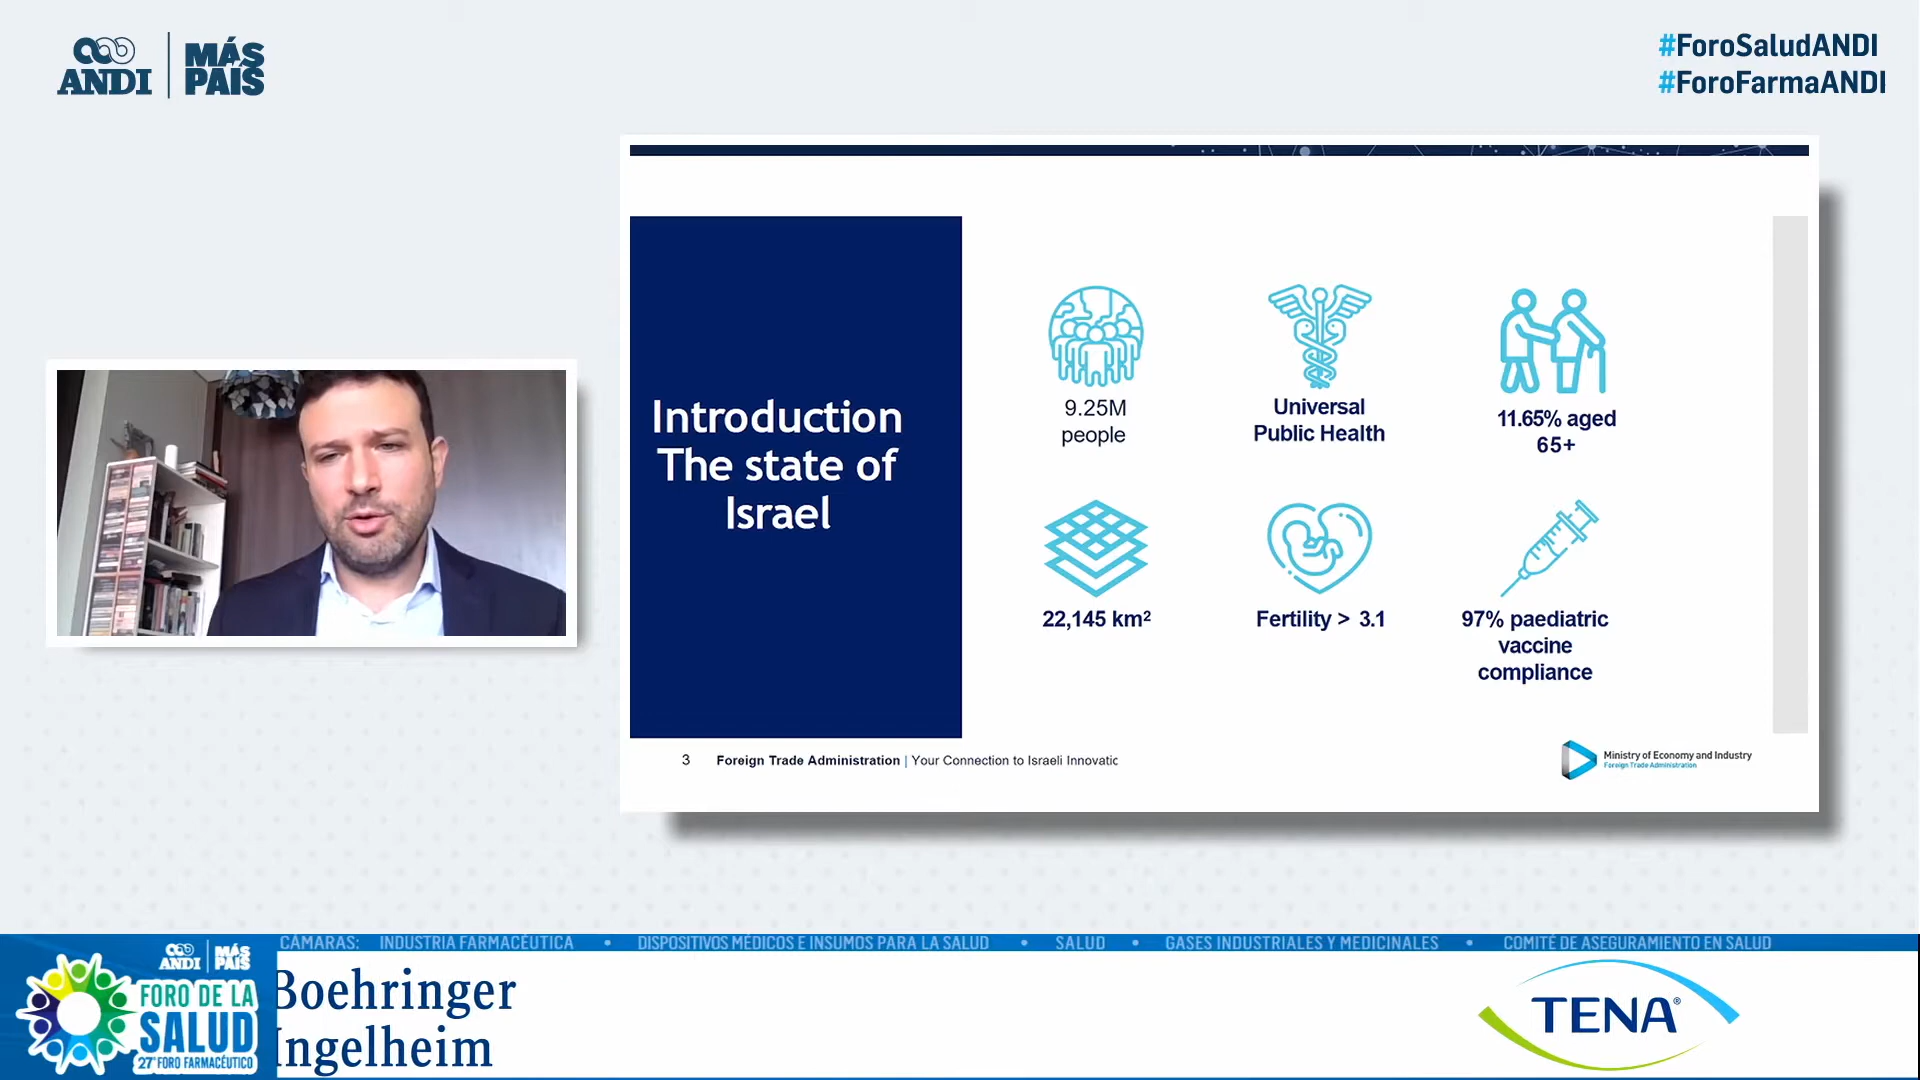 ANDI
MÁS
PAÍS
#ForoSaludANDI
#ForoFarmaANDI
Introduction
The state of
Israel
9.25M
people
Universal
Public Health
11.65% aged
65+
22,145 km²
Fertility > 3.1
97% paediatric
vaccine
compliance
3 Foreign Trade Administration | Your Connection to Israeli Innovatic
Ministry of Economy and Industry
Foreign Trade Administration
CÁMARAS: INDUSTRIA FARMACÉUTICA • DISPOSITIVOS MÉDICOS E INSUMOS PARA LA SALUD • SALUD • GASES INDUSTRIALES Y MEDICINALES • COMITÉ DE ASEGURAMIENTO EN SALUD
ANDI
MÁS
PAÍS
FORO DE LA
SALUD
27° FORO FARMACÉUTICO
Boehringer
Ingelheim
TENA®